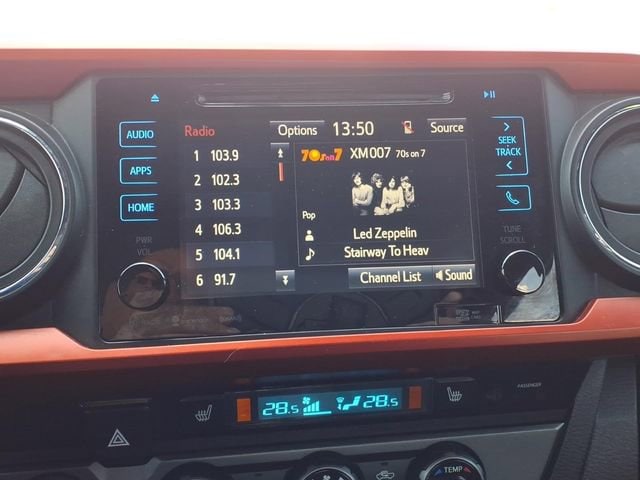 AUDIO
APPS
HOME
PWR
VOL
Radio
Options
13:50
Source
1 103.9
2 102.3
3 103.3
4 106.3
5 104.1
6 91.7
70s on 7
XM007 70s on 7
Pop
Led Zeppelin
Stairway To Heav
Channel List
Sound
SEEK
TRACK
TUNE
SCROLL
28.5
28.5
PASSENGER
TEMP